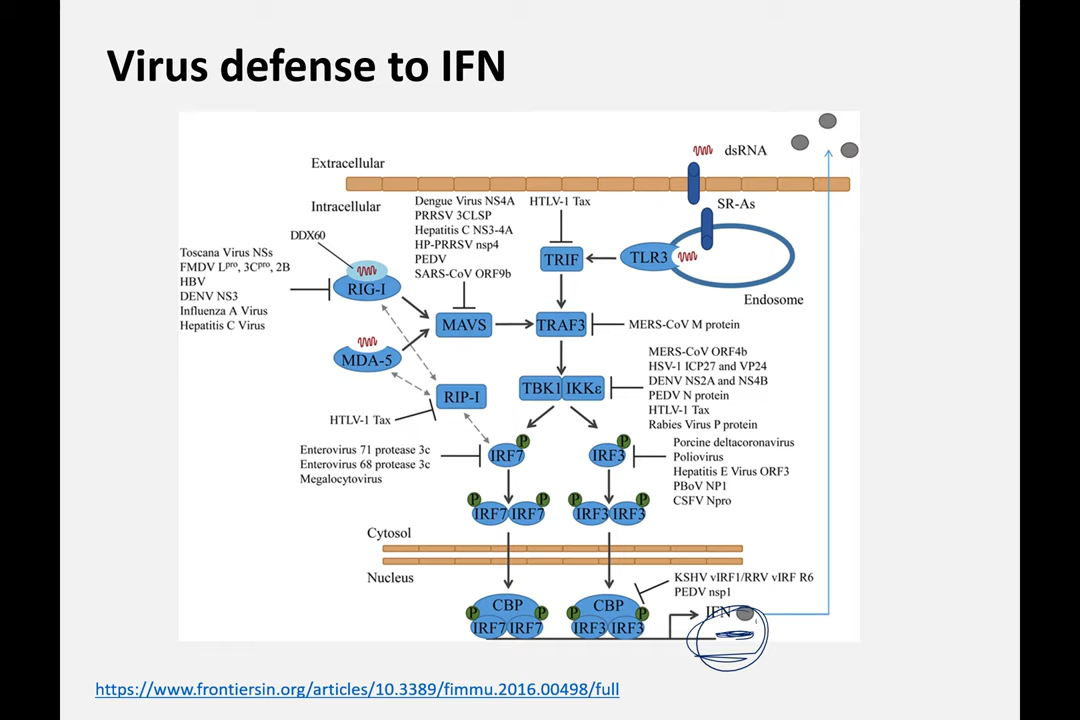 Virus defense to IFN
dsRNA
Extracellular
Intracellular
SR-As
Dengue Virus NS4A
PRRSV 3CLSP
Hepatitis C NS3-4A
HP-PRRSV nsp4
PEDV
SARS-CoV ORF9b
HTLV-1 Tax
DDX60
Toscana Virus NSs
FMDV Lpro, 3Cpro, 2B
HBV
DENV NS3
Influenza A Virus
Hepatitis C Virus
RIG-I
TRIF
TLR3
Endosome
MAVS
TRAF3
MERS-CoV M protein
MDA-5
RIP-I
TBK1
IKKε
MERS-CoV ORF4b
HSV-1 ICP27 and VP24
DENV NS2A and NS4B
PEDV N protein
HTLV-1 Tax
Rabies Virus P protein
HTLV-1 Tax
Enterovirus 71 protease 3c
Enterovirus 68 protease 3c
Megalocytovirus
P
IRF7
P
IRF3
Porcine deltacoronavirus
Poliovirus
Hepatitis E Virus ORF3
PBoV NP1
CSFV Npro
P
P
P
P
IRF7
IRF7
IRF3
IRF3
Cytosol
Nucleus
KSHV vIRF1/RRV vIRF R6
PEDV nsp1
CBP
CBP
P
P
P
P
IFN
IRF7
IRF7
IRF3
IRF3
https://www.frontiersin.org/articles/10.3389/fimmu.2016.00498/full